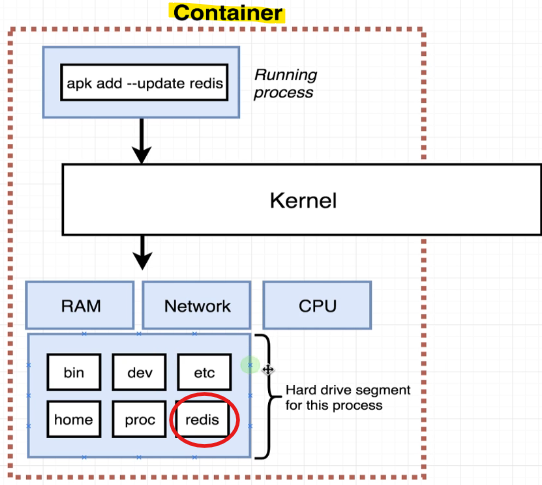 Container
apk add --update redis
Running
process
Kernel
RAM
Network
CPU
bin
dev
etc
home
proc
redis
Hard drive segment
for this process